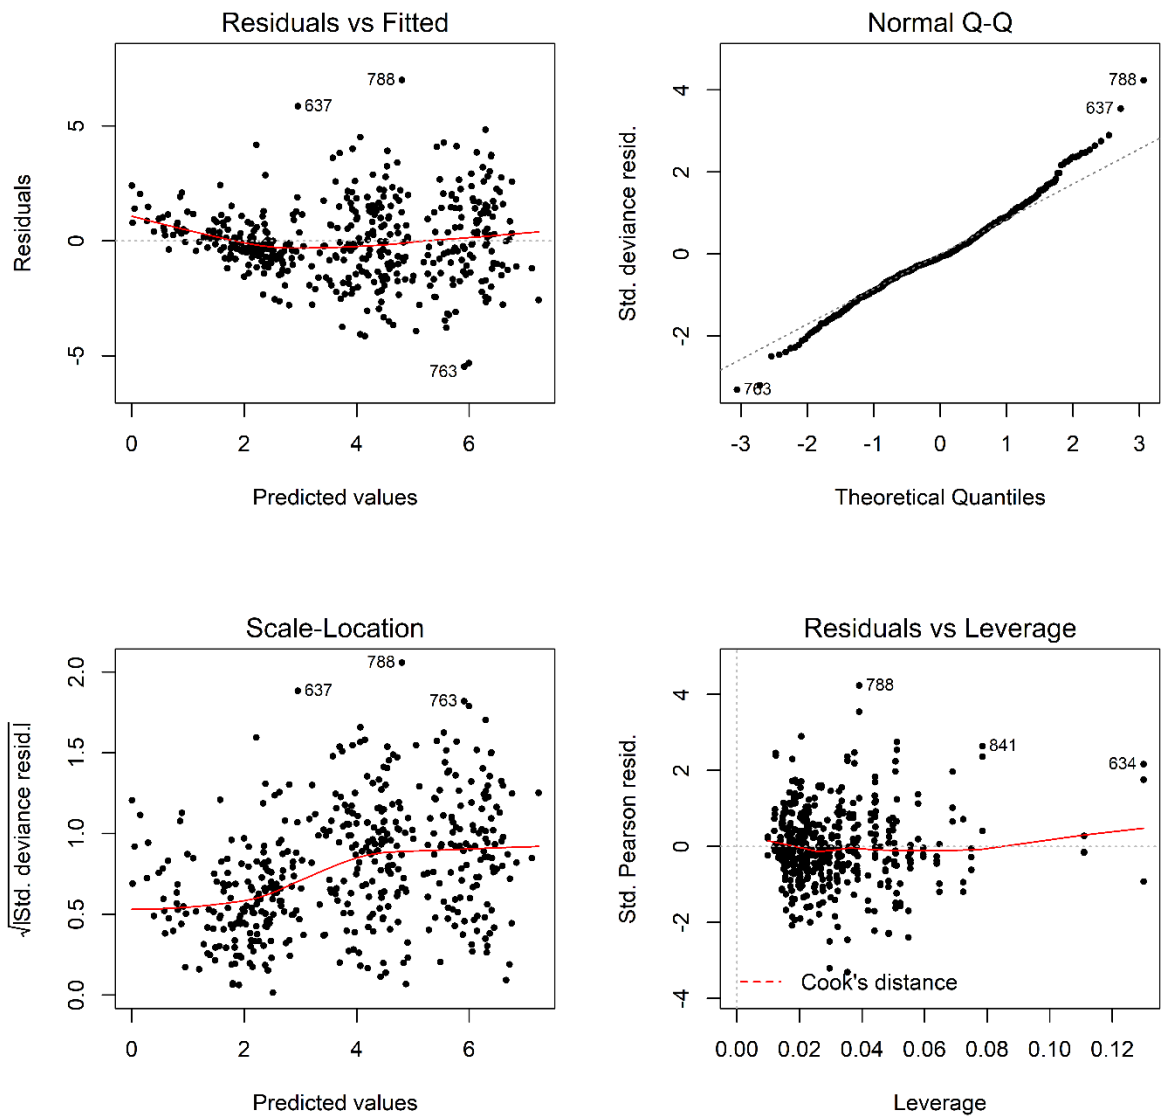 Residuals vs Fitted
Residuals
5
0
-5
788
637
763
0 2 4 6
Predicted values
Normal Q-Q
Std. deviance resid.
4
2
0
-2
788
637
763
-3 -2 -1 0 1 2 3
Theoretical Quantiles
Scale-Location
√|Std. deviance resid.|
2.0
1.5
1.0
0.5
0.0
788
637
763
0 2 4 6
Predicted values
Residuals vs Leverage
Std. Pearson resid.
4
2
0
-2
-4
788
841
634
Cook's distance
0.00 0.02 0.04 0.06 0.08 0.10 0.12
Leverage